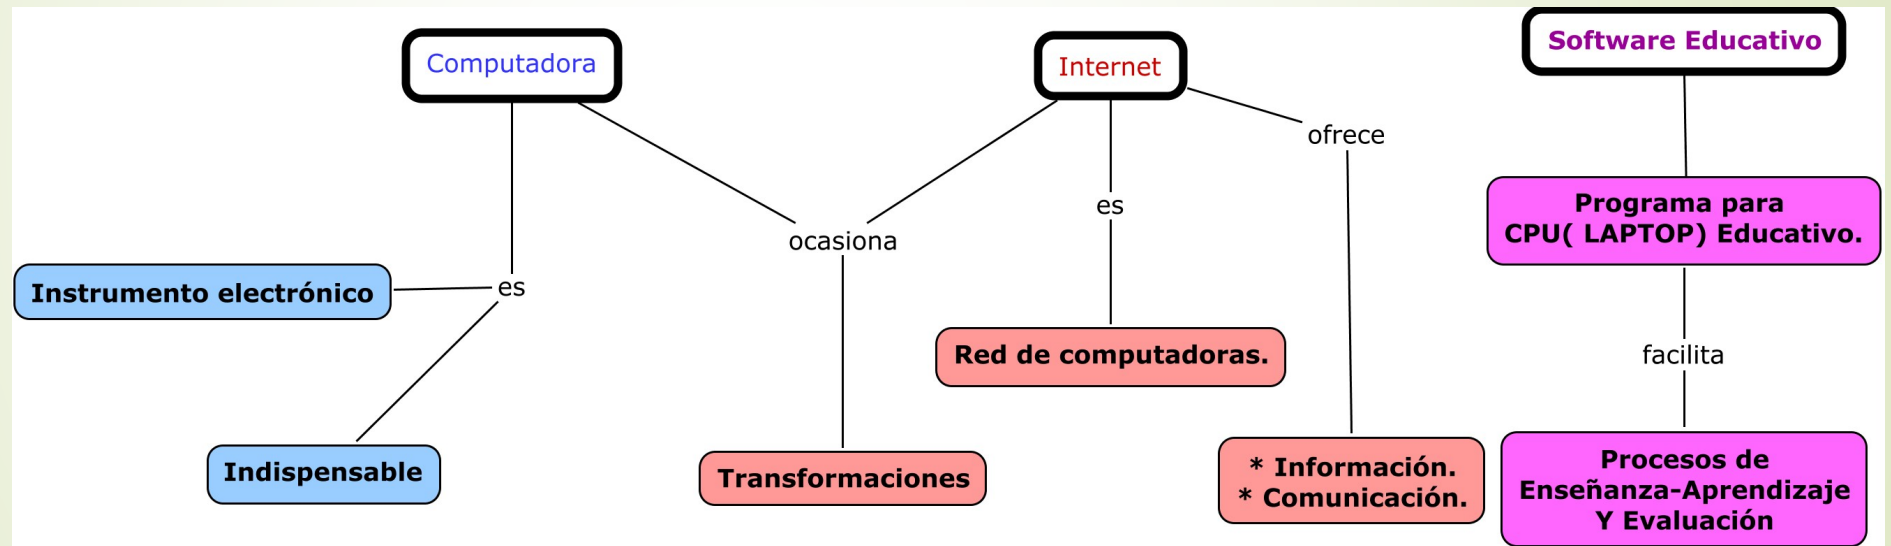 Computadora
Internet
Software Educativo
ofrece
es
Programa para
CPU( LAPTOP) Educativo.
ocasiona
Instrumento electrónico
es
Red de computadoras.
facilita
Indispensable
Transformaciones
* Información.
* Comunicación.
Procesos de
Enseñanza-Aprendizaje
Y Evaluación